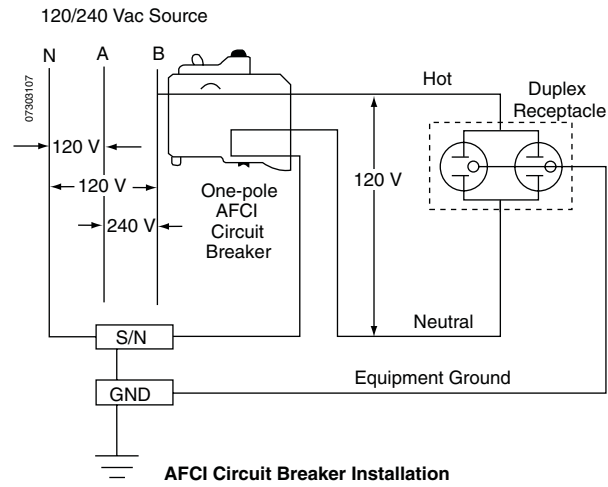 120/240 Vac Source
N
A
B
07303107
Hot
Duplex
Receptacle
120 V
120 V
240 V
One-pole
AFCI
Circuit
Breaker
120 V
S/N
Neutral
Equipment Ground
GND
AFCI Circuit Breaker Installation